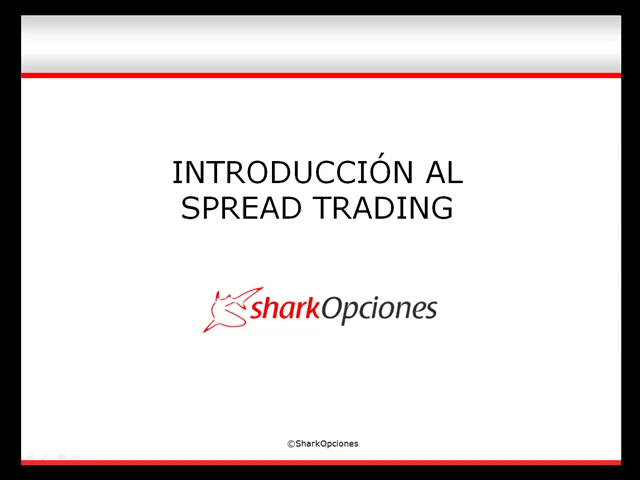 INTRODUCCIÓN AL
SPREAD TRADING
sharkOpciones
©SharkOpciones